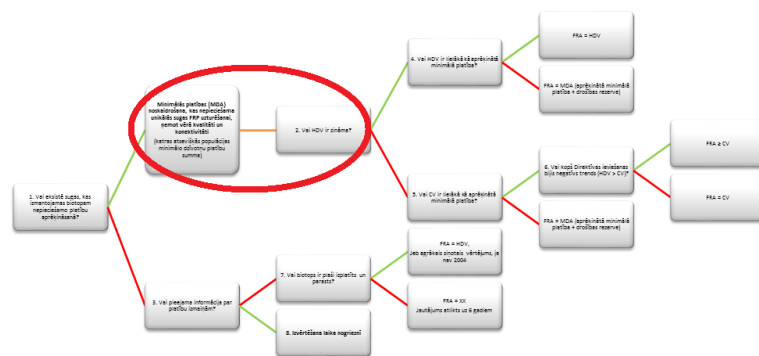 Minimālās platības (MDA)
noskaidrošana, kas nepieciešama
unikālās sugas FRP uzturēšanai,
ņemot vērā kvalitāti un
konektivitāti
(katras atsevišķās populācijas
minimālo dzīvotņu platību
summa)
2. Vai HDV ir zināma?
4. Vai HDV ir lielākā kā aprēķinātā
minimālā platība?
FRA = HDV
FRA = MDA (aprēķinātā minimālā
platība + drošības rezerve)
1. Vai eksistē sugas, kas
izmantojamas biotopam
nepieciešamo platību
aprēķināšanā?
5. Vai CV ir lielākā kā aprēķinātā
minimālā platība?
6. Vai kopš Direktīvas ieviešanas
bijis negatīvs trends (HDV > CV)?
FRA ≥ CV
FRA = CV
FRA = MDA (aprēķinātā minimālā
platība + drošības rezerve)
3. Vai pieejama informācija par
platību izmaiņām?
7. Vai biotops ir plaši izplatīts un
parasts?
FRA = HDV,
Jeb agrākais ziņotais vērtējums, ja
nav 2004
FRA = XX
Jautājums atlikts uz 6 gadiem
8. Izvērtēšana laika nogrieznī